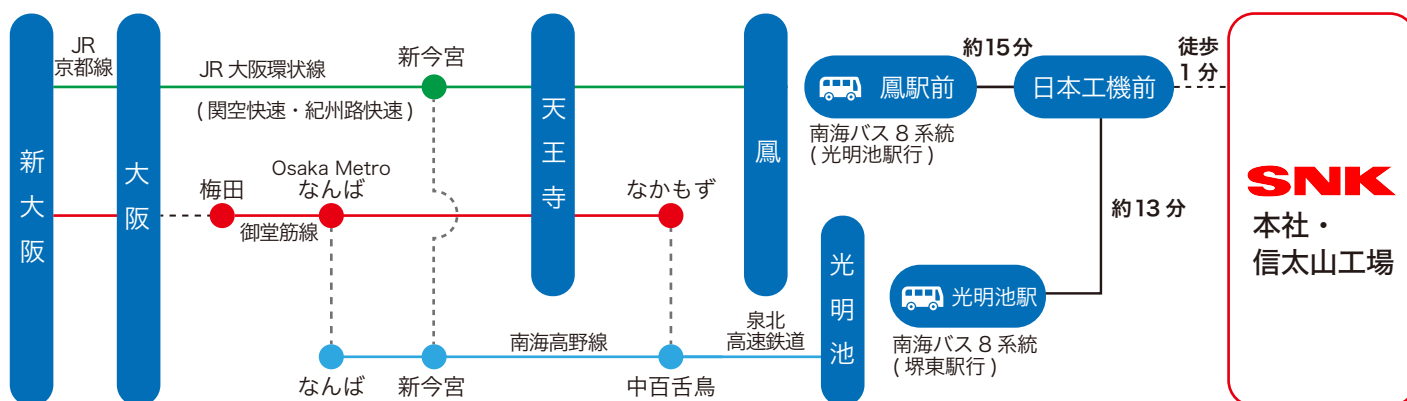 JR
京都線
JR 大阪環状線
( 関空快速・紀州路快速 )
新今宮
新大阪
大阪
天王寺
鳳
鳳駅前
南海バス 8 系統
( 光明池駅行 )
約15分
日本工機前
徒歩
1 分
梅田
Osaka Metro
なんば
御堂筋線
なかもず
約13 分
SNK
本社・
信太山工場
光明池
光明池駅
南海バス 8 系統
( 堺東駅行 )
なんば
新今宮
南海高野線
中百舌鳥
泉北
高速鉄道